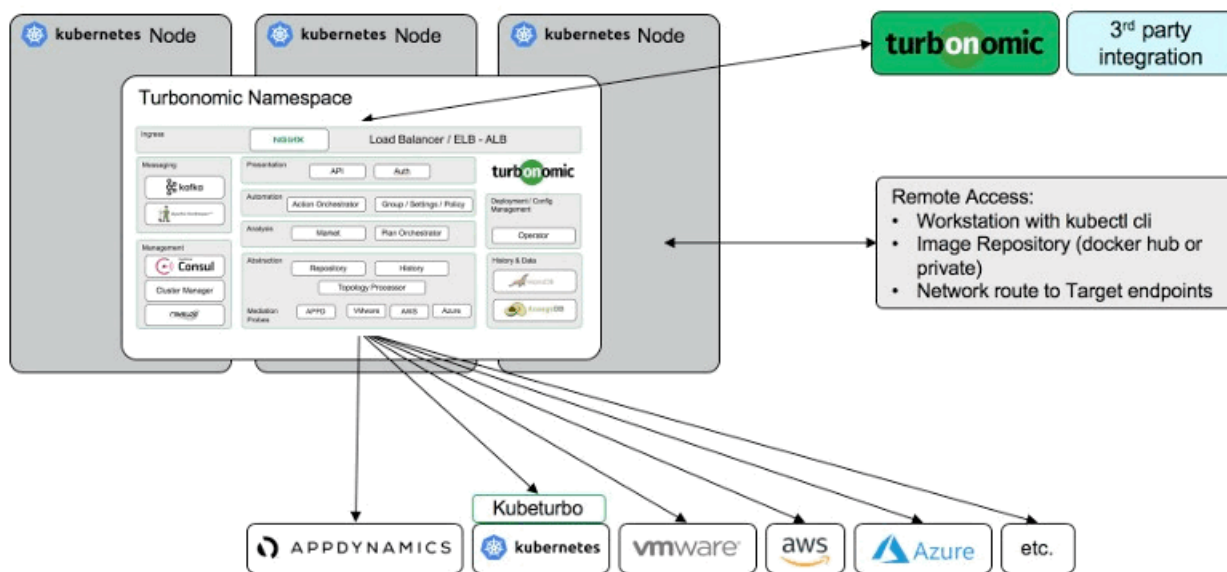 kubernetes Node
kubernetes Node
kubernetes Node
turbonomic
3rd party
integration
Turbonomic Namespace
Ingress
NGINX
Load Balancer / ELB - ALB
Messaging
kafka
Presentation
API
Auth
turbonomic
Automation
Action Orchestrator
Group / Settings / Policy
Deployment / Config
Management
Operator
Analysis
Market
Plan Orchestrator
Management
Consul
Cluster Manager
Abstraction
Repository
History
Topology Processor
Mediation
Probes
APPD
VMware
AWS
Azure
History & Data
ArangoDB
Remote Access:
• Workstation with kubectl cli
• Image Repository (docker hub or
private)
• Network route to Target endpoints
Kubeturbo
APPDYNAMICS
kubernetes
vmware
aws
Azure
etc.